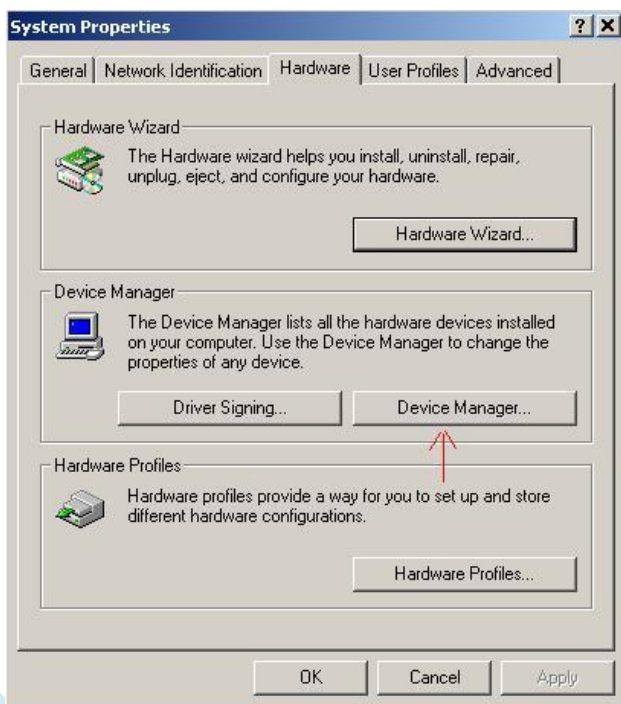 System Properties
General Network Identification Hardware User Profiles Advanced
Hardware Wizard
The Hardware wizard helps you install, uninstall, repair,
unplug, eject, and configure your hardware.
Hardware Wizard...
Device Manager
The Device Manager lists all the hardware devices installed
on your computer. Use the Device Manager to change the
properties of any device.
Driver Signing... Device Manager...
Hardware Profiles
Hardware profiles provide a way for you to set up and store
different hardware configurations.
Hardware Profiles...
OK Cancel Apply